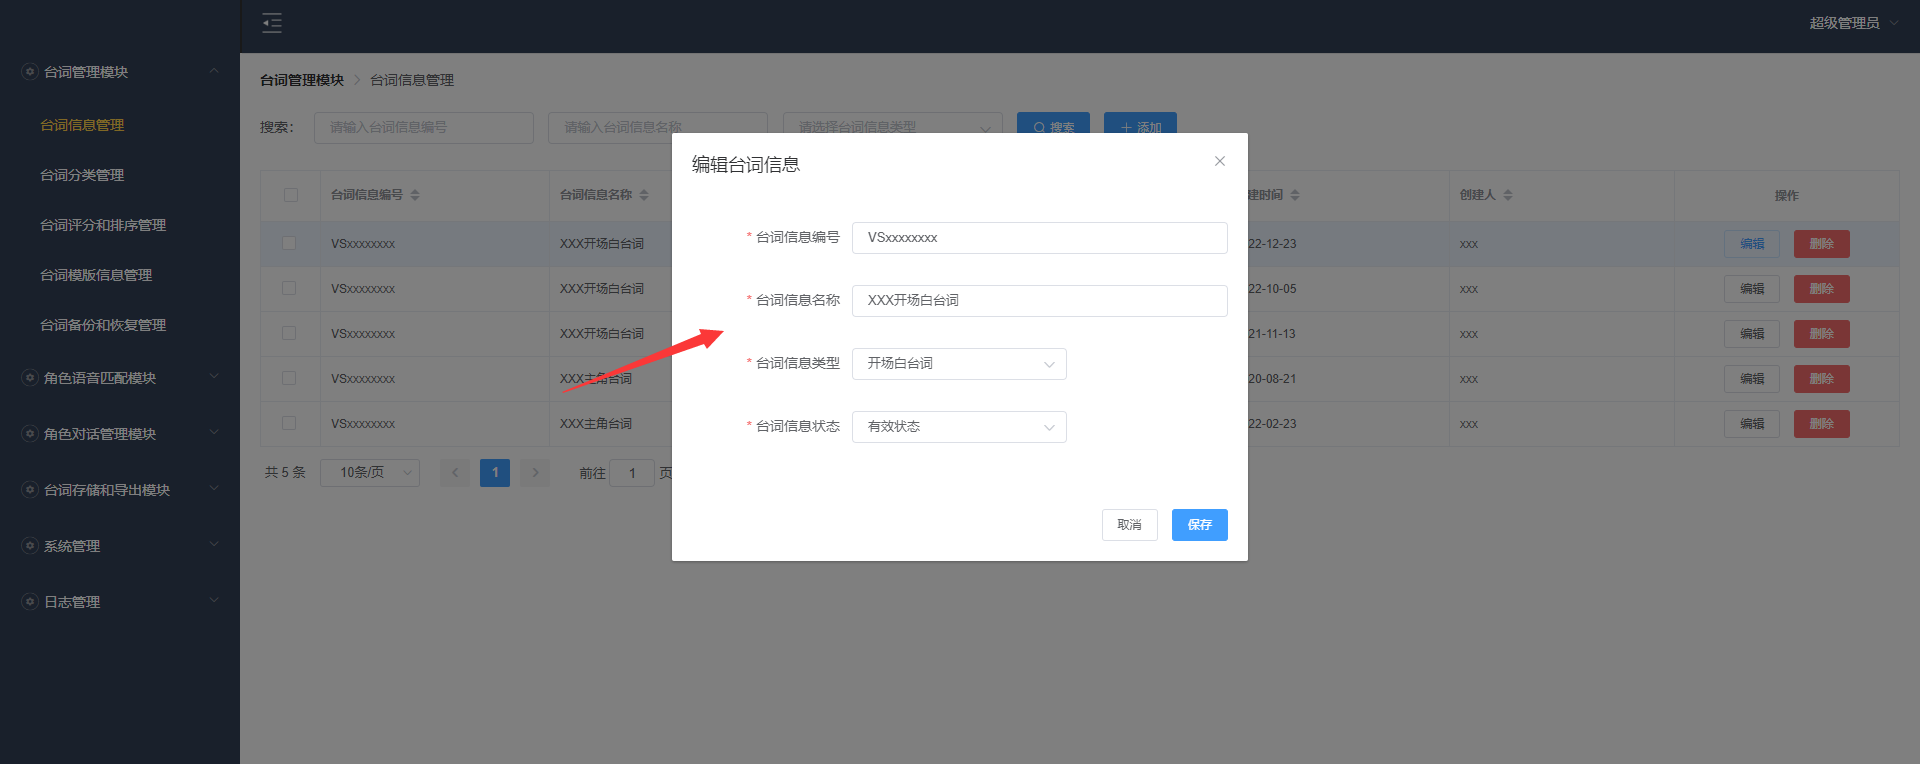 超级管理员
台词管理模块
台词信息管理
台词分类管理
台词评分和排序管理
台词模版信息管理
台词备份和恢复管理
角色语音匹配模块
角色对话管理模块
台词存储和导出模块
系统管理
日志管理
台词管理模块 台词信息管理
搜索: 请输入台词信息编号 请输入台词信息名称 请选择台词信息类型 搜索 添加
台词信息编号 台词信息名称 建时间 创建人 操作
VSxxxxxxxx XXX开场白台词 22-12-23 xxx 编辑 删除
VSxxxxxxxx XXX开场白台词 22-10-05 xxx 编辑 删除
VSxxxxxxxx XXX开场白台词 21-11-13 xxx 编辑 删除
VSxxxxxxxx XXX主角台词 20-08-21 xxx 编辑 删除
VSxxxxxxxx XXX主角台词 22-02-23 xxx 编辑 删除
共 5 条 10条/页 1 前往 1 页
编辑台词信息
* 台词信息编号 VSxxxxxxxx
* 台词信息名称 XXX开场白台词
* 台词信息类型 开场白台词
* 台词信息状态 有效状态
取消 保存